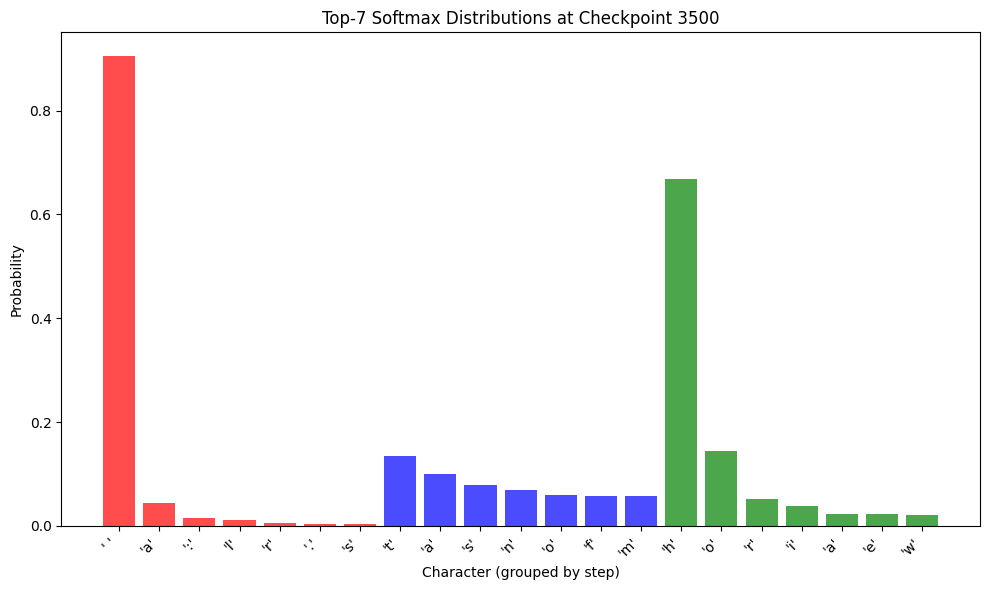 Top-7 Softmax Distributions at Checkpoint 3500
Probability
0.8
0.6
0.4
0.2
0.0
' ' 'a' ';' 'l' 'r' '.' 's' 't' 'a' 's' 'n' 'o' 'f' 'm' 'h' 'o' 'r' 'i' 'a' 'e' 'w'
Character (grouped by step)